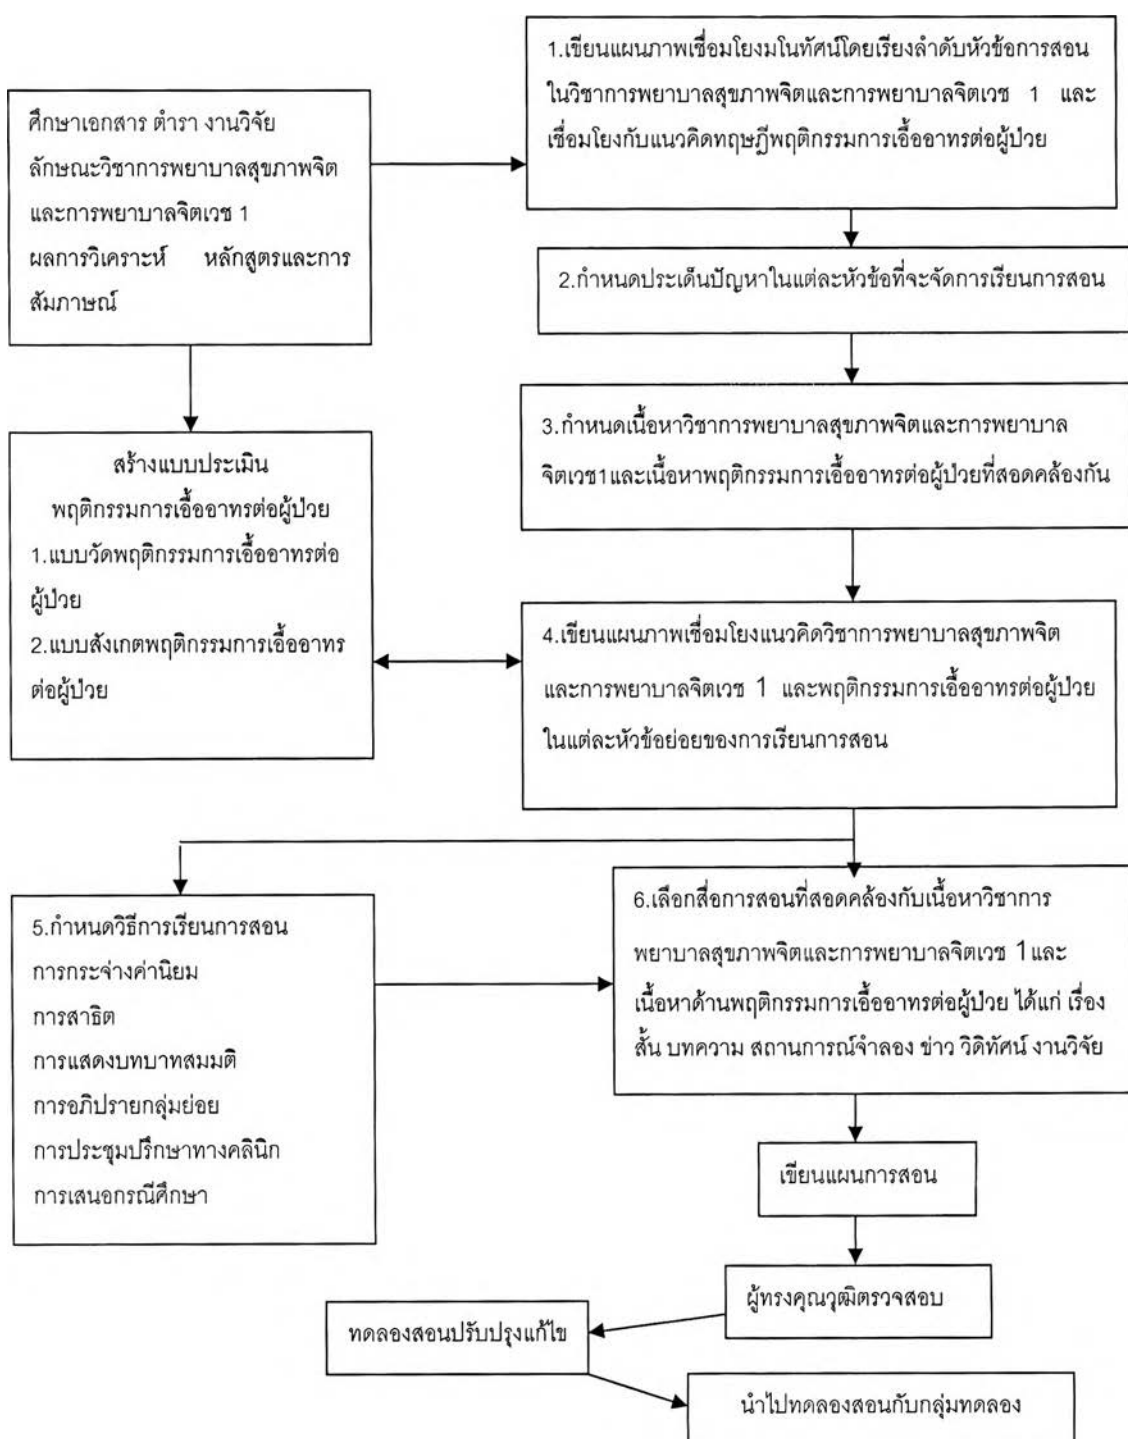 ศึกษาเอกสาร ตำรา งานวิจัย
ลักษณะวิชาการพยาบาลสุขภาพจิต
และการพยาบาลจิตเวช 1
ผลการวิเคราะห์ หลักสูตรและการ
สัมภาษณ์
1.เขียนแผนภาพเชื่อมโยงมโนทัศน์โดยเรียงลำดับหัวข้อการสอน
ในวิชาการพยาบาลสุขภาพจิตและการพยาบาลจิตเวช 1 และ
เชื่อมโยงกับแนวคิดทฤษฎีพฤติกรรมการเอื้ออาทรต่อผู้ป่วย
2.กำหนดประเด็นปัญหาในแต่ละหัวข้อที่จะจัดการเรียนการสอน
3.กำหนดเนื้อหาวิชาการพยาบาลสุขภาพจิตและการพยาบาล
จิตเวช1และเนื้อหาพฤติกรรมการเอื้ออาทรต่อผู้ป่วยที่สอดคล้องกัน
สร้างแบบประเมิน
พฤติกรรมการเอื้ออาทรต่อผู้ป่วย
1.แบบวัดพฤติกรรมการเอื้ออาทรต่อ
ผู้ป่วย
2.แบบสังเกตพฤติกรรมการเอื้ออาทร
ต่อผู้ป่วย
4.เขียนแผนภาพเชื่อมโยงแนวคิดวิชาการพยาบาลสุขภาพจิต
และการพยาบาลจิตเวช 1 และพฤติกรรมการเอื้ออาทรต่อผู้ป่วย
ในแต่ละหัวข้อย่อยของการเรียนการสอน
5.กำหนดวิธีการเรียนการสอน
การกระจ่างค่านิยม
การสาธิต
การแสดงบทบาทสมมติ
การอภิปรายกลุ่มย่อย
การประชุมปรึกษาทางคลินิก
การเสนอกรณีศึกษา
6.เลือกสื่อการสอนที่สอดคล้องกับเนื้อหาวิชาการ
พยาบาลสุขภาพจิตและการพยาบาลจิตเวช 1และ
เนื้อหาด้านพฤติกรรมการเอื้ออาทรต่อผู้ป่วย ได้แก่ เรื่อง
สั้น บทความ สถานการณ์จำลอง ข่าว วิดิทัศน์ งานวิจัย
เขียนแผนการสอน
ผู้ทรงคุณวุฒิตรวจสอบ
ทดลองสอนปรับปรุงแก้ไข
นำไปทดลองสอนกับกลุ่มทดลอง